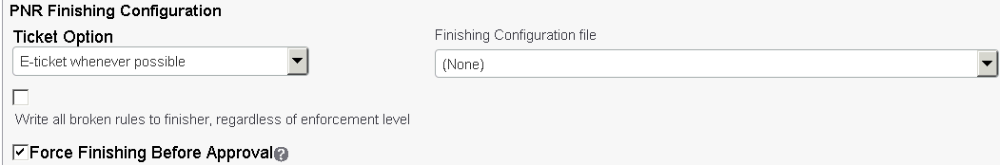 PNR Finishing Configuration
Ticket Option
Finishing Configuration file
E-ticket whenever possible
(None)
Write all broken rules to finisher, regardless of enforcement level
Force Finishing Before Approval?